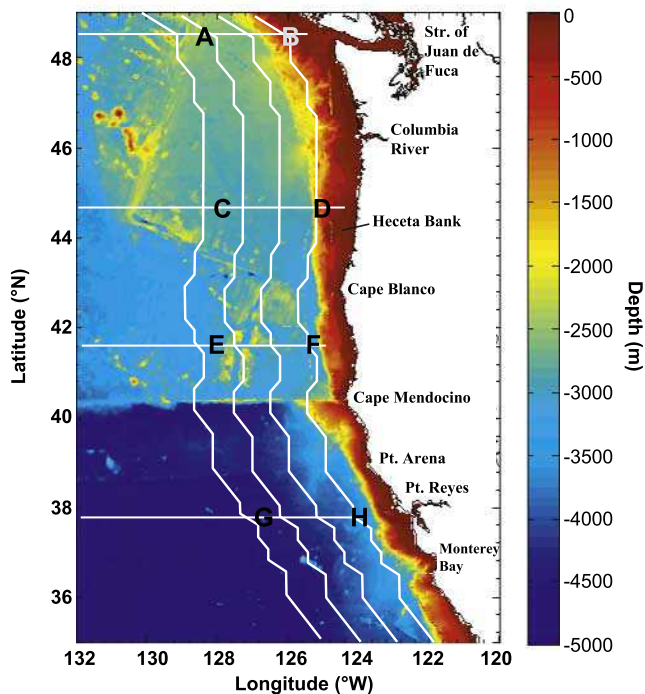 A
B
Str. of
Juan de
Fuca
Columbia
River
C
D
Heceta Bank
Cape Blanco
E
F
Cape Mendocino
Pt. Arena
Pt. Reyes
G
H
Monterey
Bay
48
46
44
42
40
38
36
Latitude (°N)
132
130
128
126
124
122
120
Longitude (°W)
0
-500
-1000
-1500
-2000
-2500
-3000
-3500
-4000
-4500
-5000
Depth (m)